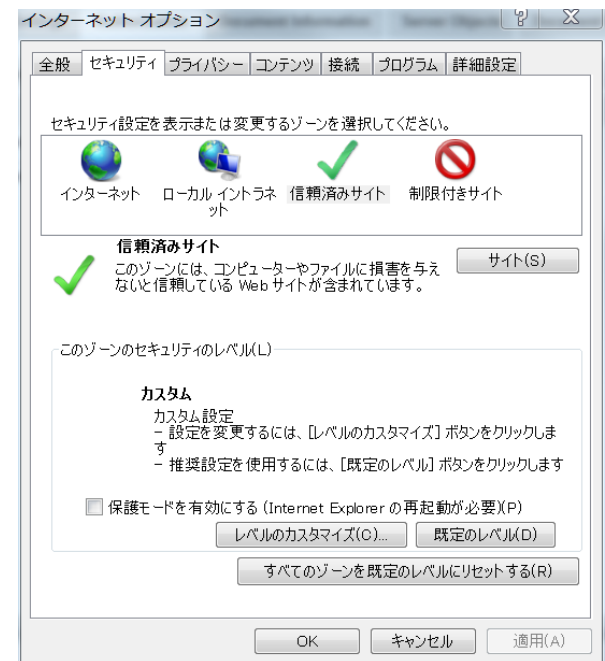 インターネット オプション
全般 セキュリティ プライバシー コンテンツ 接続 プログラム 詳細設定
セキュリティ設定を表示または変更するゾーンを選択してください。
インターネット ローカル イントラネ 信頼済みサイト 制限付きサイト
ット
信頼済みサイト
サイト(S)
このゾーンには、コンピューターやファイルに損害を与え
ないと信頼している Web サイトが含まれています。
このゾーンのセキュリティのレベル(L)
カスタム
カスタム設定
- 設定を変更するには、[レベルのカスタマイズ] ボタンをクリックしま
す
- 推奨設定を使用するには、[既定のレベル] ボタンをクリックします
保護モードを有効にする (Internet Explorer の再起動が必要)(P)
レベルのカスタマイズ(C)... 既定のレベル(D)
すべてのゾーンを既定のレベルにリセットする(R)
OK キャンセル 適用(A)